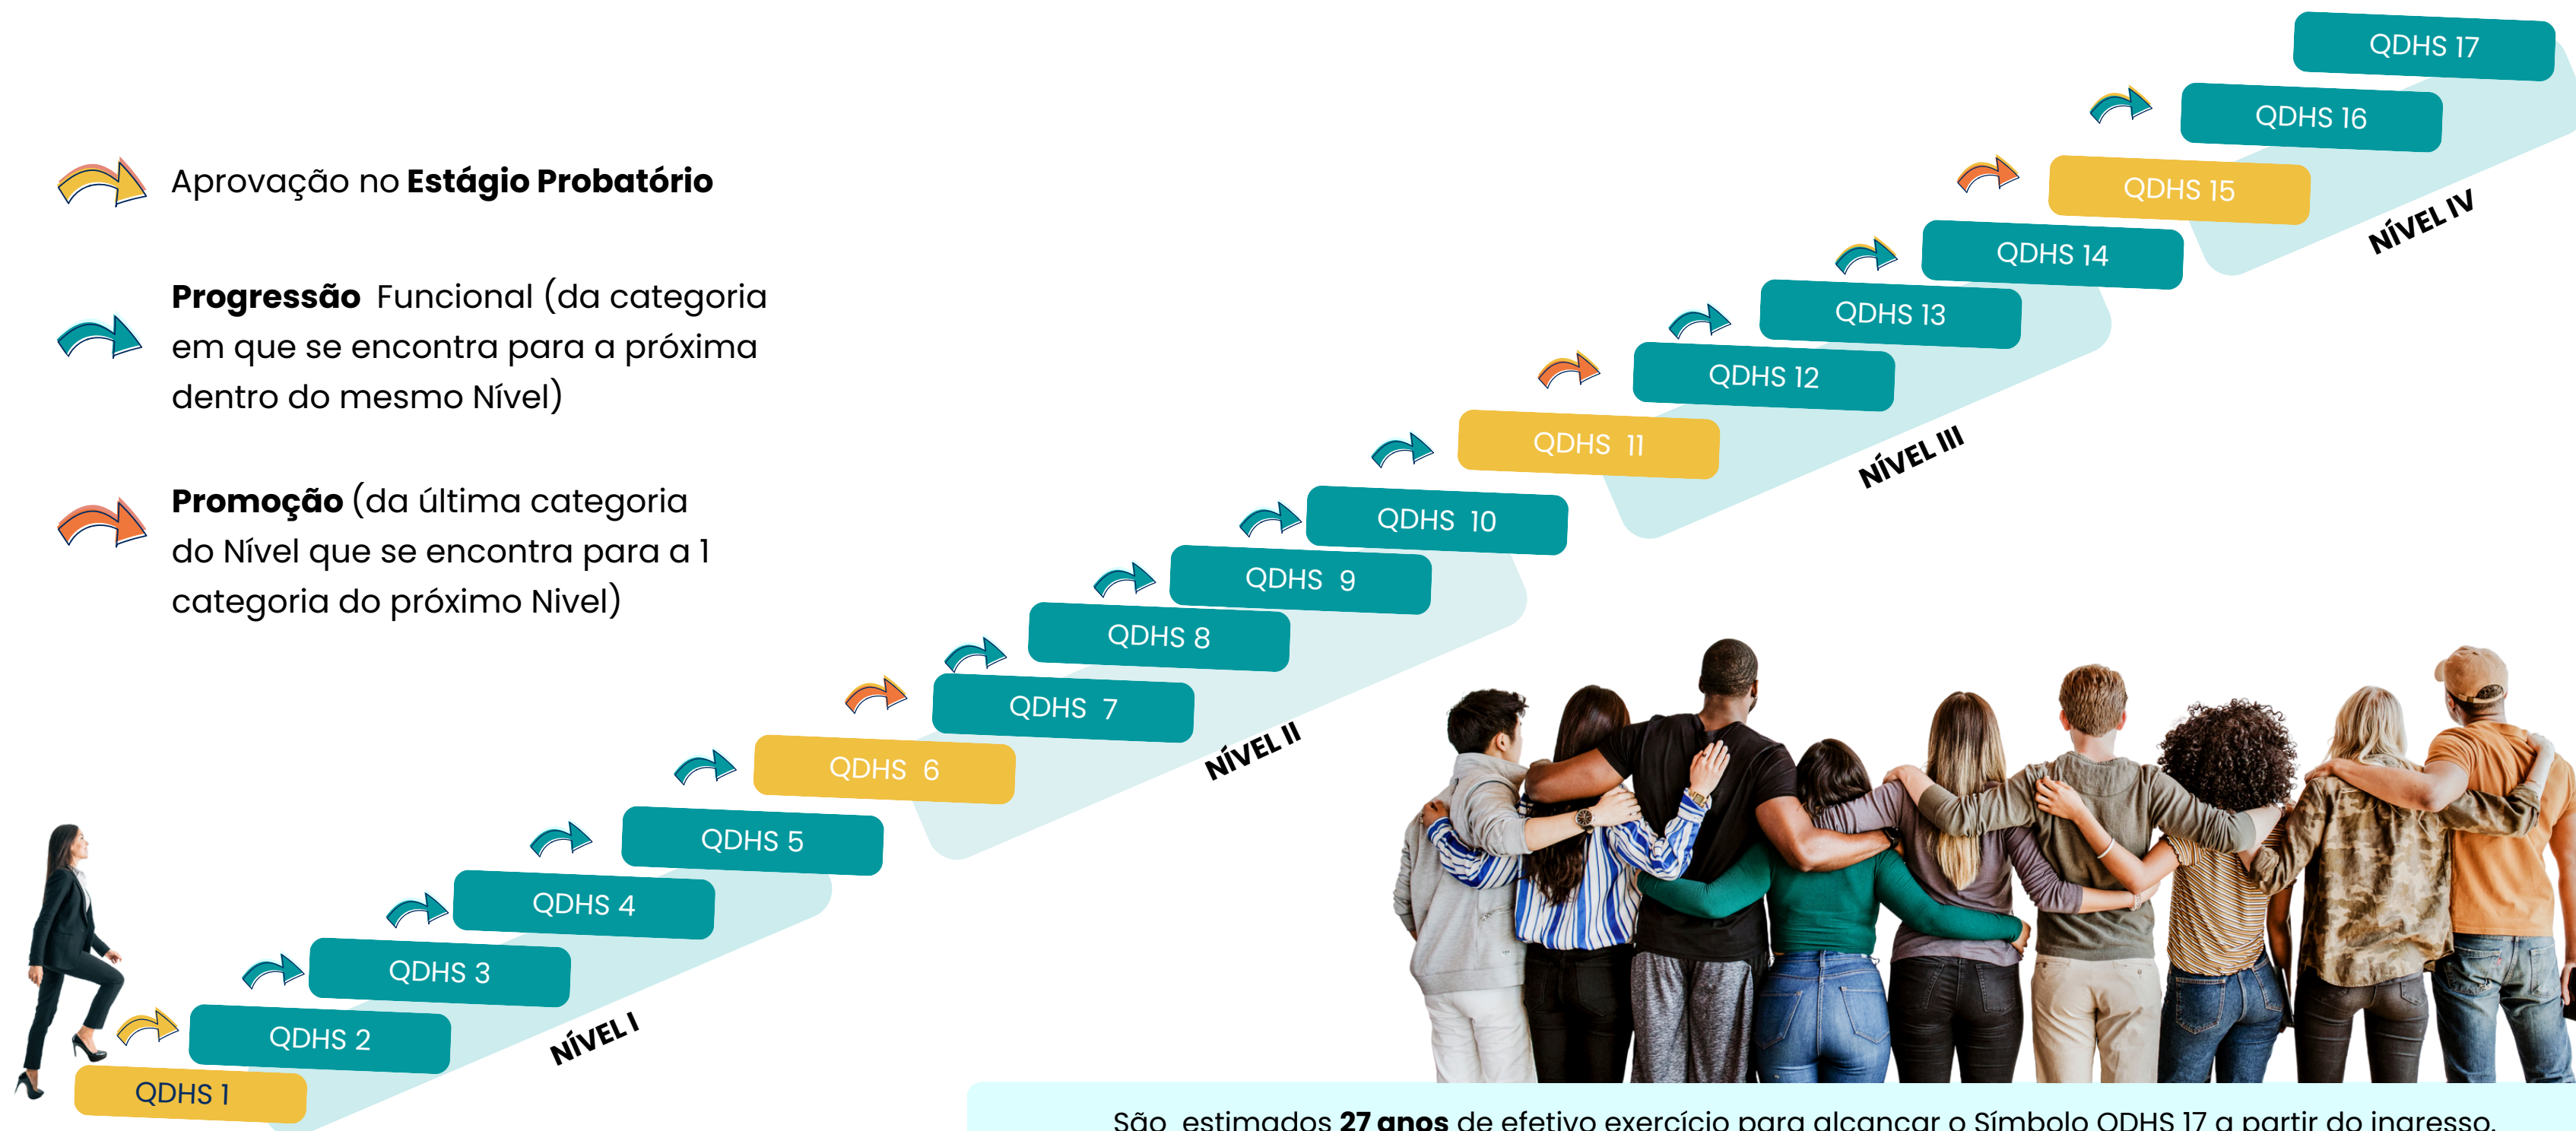 Aprovação no Estágio Probatório
Progressão Funcional (da categoria
em que se encontra para a próxima
dentro do mesmo Nível)
Promoção (da última categoria
do Nível que se encontra para a 1
categoria do próximo Nivel)
QDHS 17
QDHS 16
QDHS 15
NÍVEL IV
QDHS 14
QDHS 13
QDHS 12
QDHS 11
NÍVEL III
QDHS 10
QDHS 9
QDHS 8
QDHS 7
NÍVEL II
QDHS 6
QDHS 5
QDHS 4
QDHS 3
QDHS 2
NÍVEL I
QDHS 1
São estimados 27 anos de efetivo exercício para alcançar o Símbolo QDHS 17 a partir do ingresso.